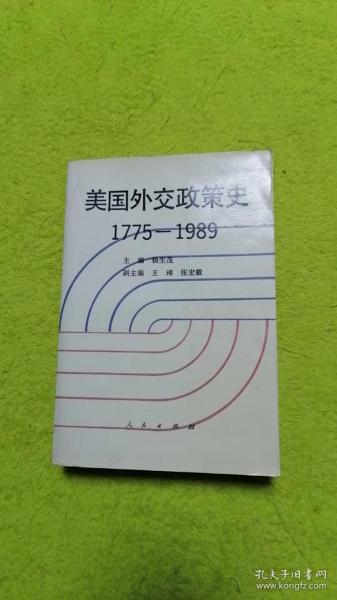 美国外交政策史
1775—1989
主 编 杨生茂
副主编 王 玮 张宏毅
人民出版社
孔夫子旧书网
www.kongfz.com